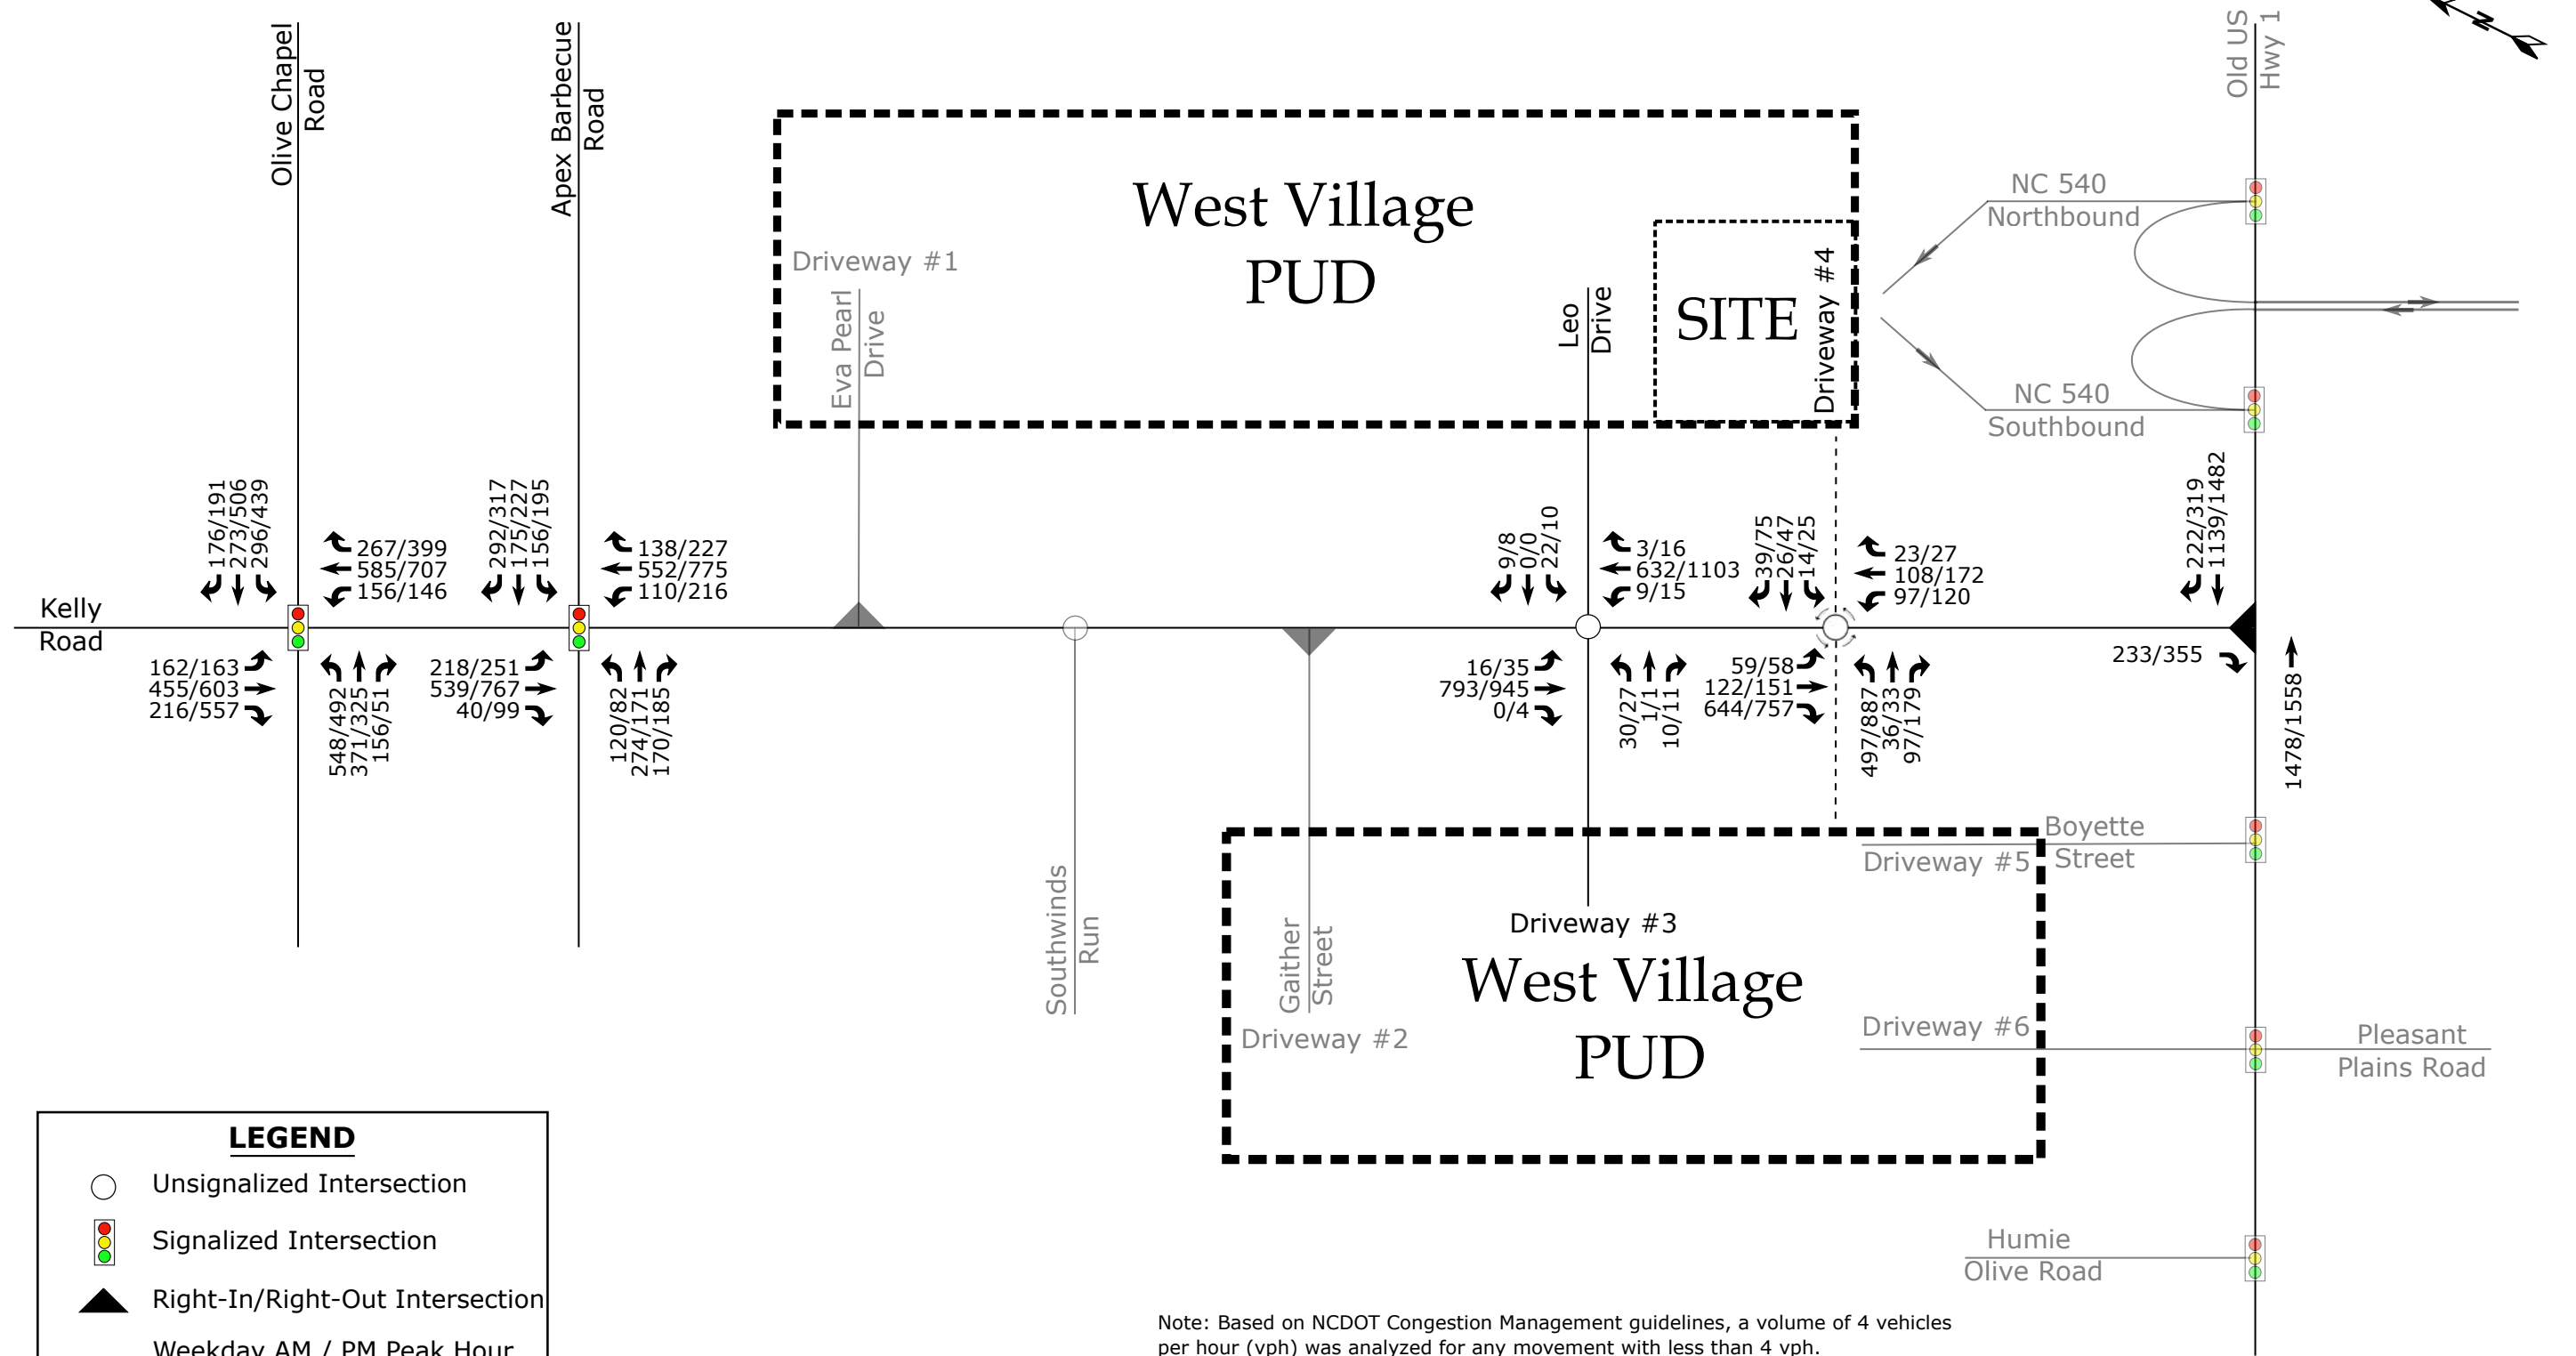 Olive Chapel
Road
Apex Barbecue
Road
Old US
Hwy 1
N
West Village
PUD
Driveway #1
Eva Pearl
Drive
Leo
Drive
SITE
Driveway #4
NC 540
Northbound
NC 540
Southbound
176/191
273/506
296/439
267/399
585/707
156/146
292/317
175/227
156/195
138/227
552/775
110/216
9/8
0/0
22/10
3/16
632/1103
9/15
39/75
26/47
14/25
23/27
108/172
97/120
222/319
1139/1482
Kelly
Road
162/163
455/603
216/557
548/492
371/325
156/51
218/251
539/767
40/99
120/82
274/171
170/185
16/35
793/945
0/4
30/27
1/1
10/11
59/58
122/151
644/757
497/887
36/33
97/179
233/355
1478/1558
Boyette
Street
Driveway #5
Southwinds
Run
Gaither
Street
Driveway #2
Driveway #3
West Village
PUD
Driveway #6
Pleasant
Plains Road
Humie
Olive Road
LEGEND
Unsignalized Intersection
Signalized Intersection
Right-In/Right-Out Intersection
Weekday AM / PM Peak Hour
Note: Based on NCDOT Congestion Management guidelines, a volume of 4 vehicles
per hour (vph) was analyzed for any movement with less than 4 vph.